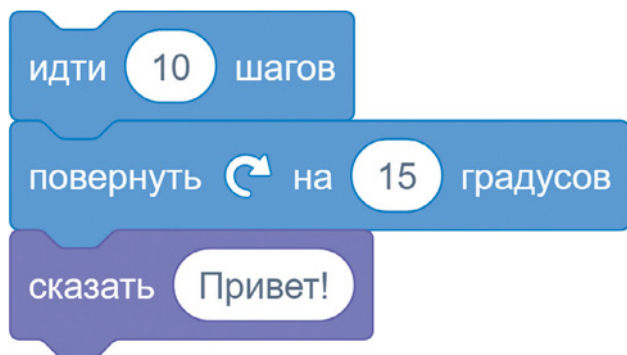 идти 10 шагов
повернуть на 15 градусов
сказать Привет!